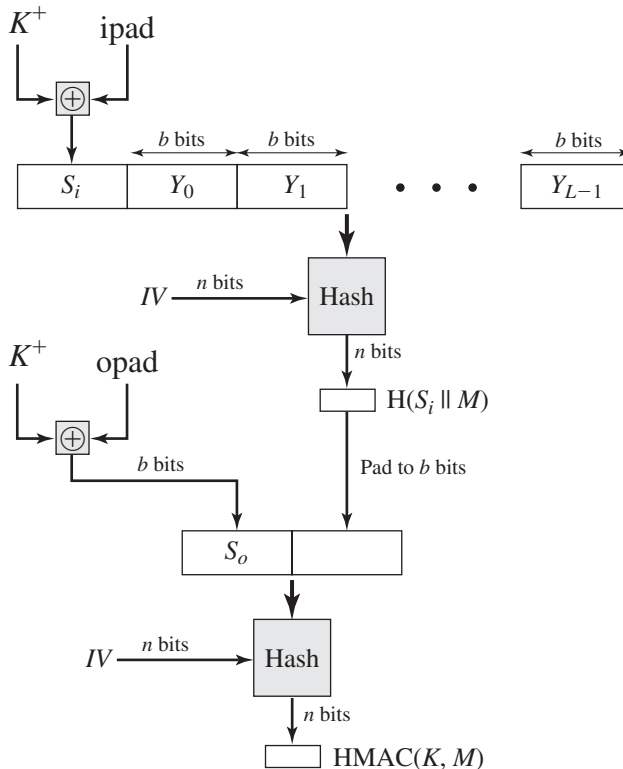 K⁺ ipad
⊕
b bits b bits b bits
Sᵢ Y₀ Y₁ • • • Y_{L−1}
IV n bits Hash
n bits
K⁺ opad
H(Sᵢ || M)
⊕
b bits Pad to b bits
Sₒ
IV n bits Hash
n bits
HMAC(K, M)